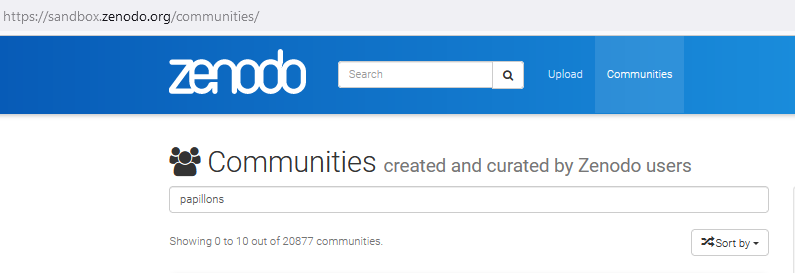 https://sandbox.zenodo.org/communities/
zenodo
Search
Upload
Communities
Communities created and curated by Zenodo users
papillons
Showing 0 to 10 out of 20877 communities.
Sort by